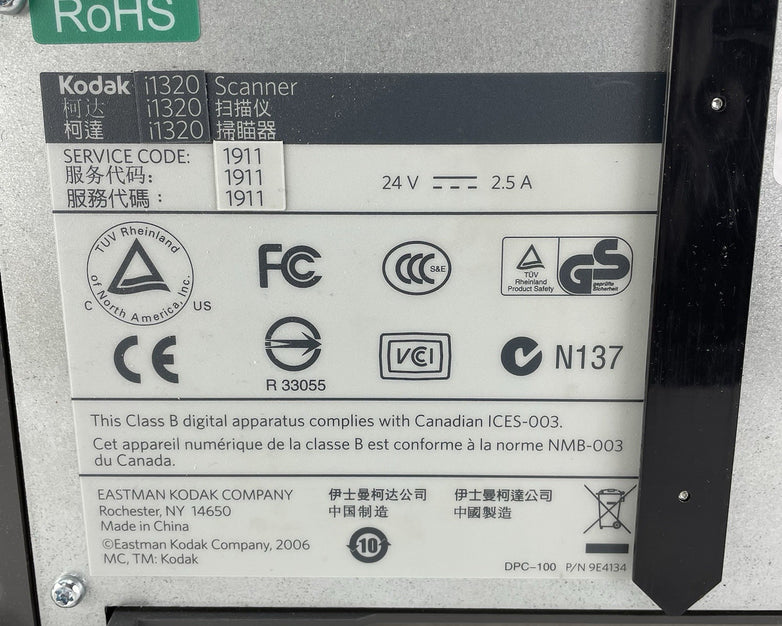 RoHS
Kodak i1320 Scanner
柯达 i1320 扫描仪
柯達 i1320 掃瞄器
SERVICE CODE: 1911
服务代码: 1911
服務代碼: 1911
24 V 2.5 A
TÜV Rheinland of North America, Inc.
C US
FC
CCC S&E
TÜV Rheinland Product Safety
GS geprüfte Sicherheit
CE
R 33055
VCI
N137
This Class B digital apparatus complies with Canadian ICES-003.
Cet appareil numérique de la classe B est conforme à la norme NMB-003
du Canada.
EASTMAN KODAK COMPANY
Rochester, NY 14650
Made in China
©Eastman Kodak Company, 2006
MC, TM: Kodak
伊士曼柯达公司
中国制造
伊士曼柯達公司
中國製造
10
DPC-100 P/N 9E4134